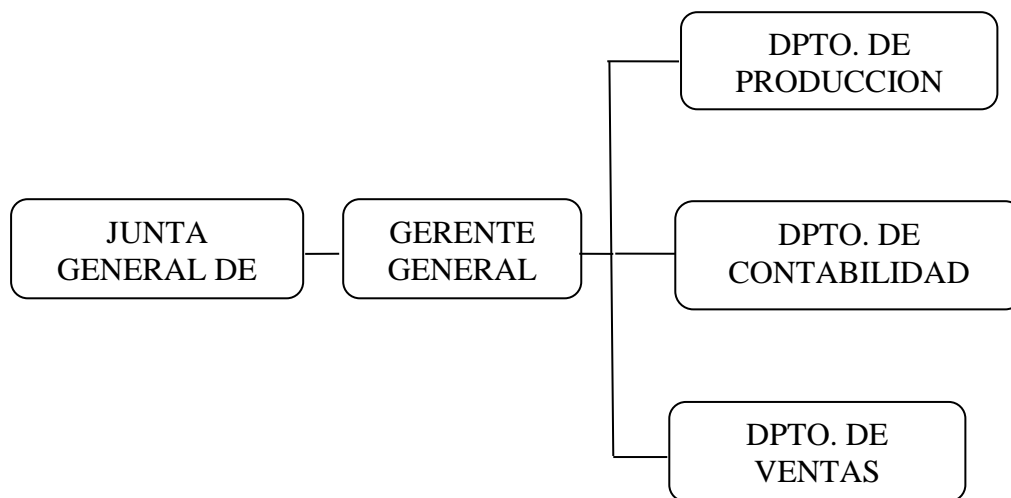 DPTO. DE
PRODUCCION
JUNTA
GENERAL DE
GERENTE
GENERAL
DPTO. DE
CONTABILIDAD
DPTO. DE
VENTAS